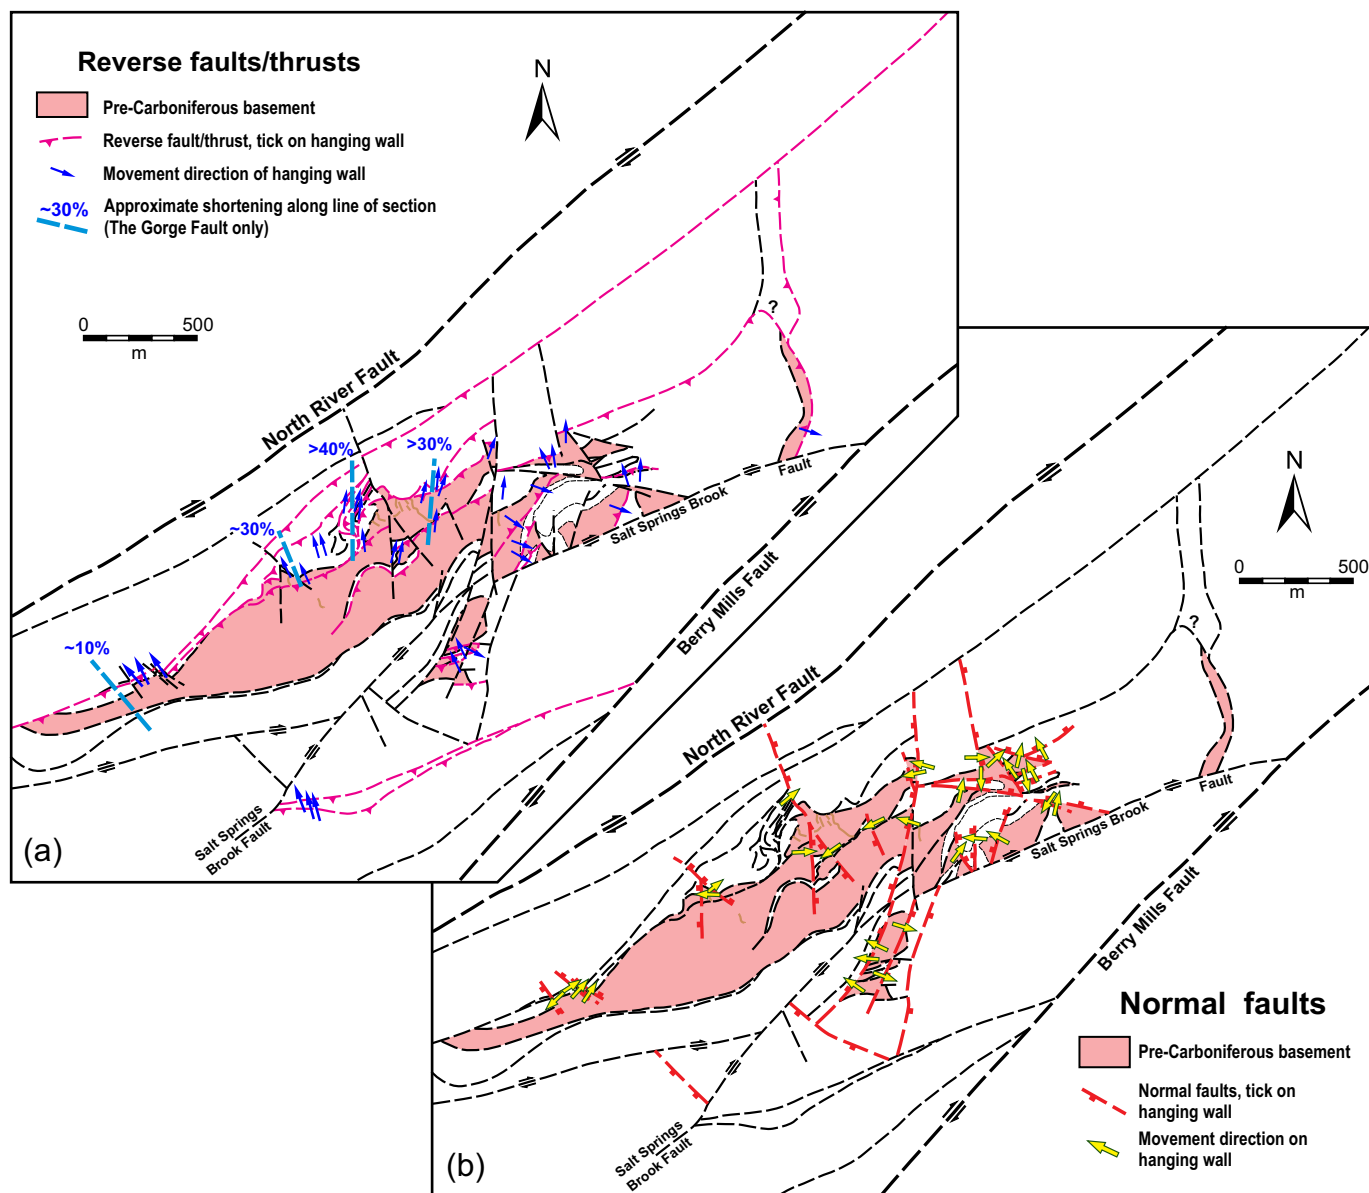 Reverse faults/thrusts
Pre-Carboniferous basement
Reverse fault/thrust, tick on hanging wall
Movement direction of hanging wall
~30%
Approximate shortening along line of section
(The Gorge Fault only)
N
0 500
m
North River Fault
>40%
>30%
~30%
~10%
?
Salt Springs Brook Fault
Berry Mills Fault
Salt Springs
Brook Fault
(a)
N
0 500
m
North River Fault
?
Salt Springs Brook Fault
Berry Mills Fault
Salt Springs
Brook Fault
(b)
Normal faults
Pre-Carboniferous basement
Normal faults, tick on
hanging wall
Movement direction on
hanging wall